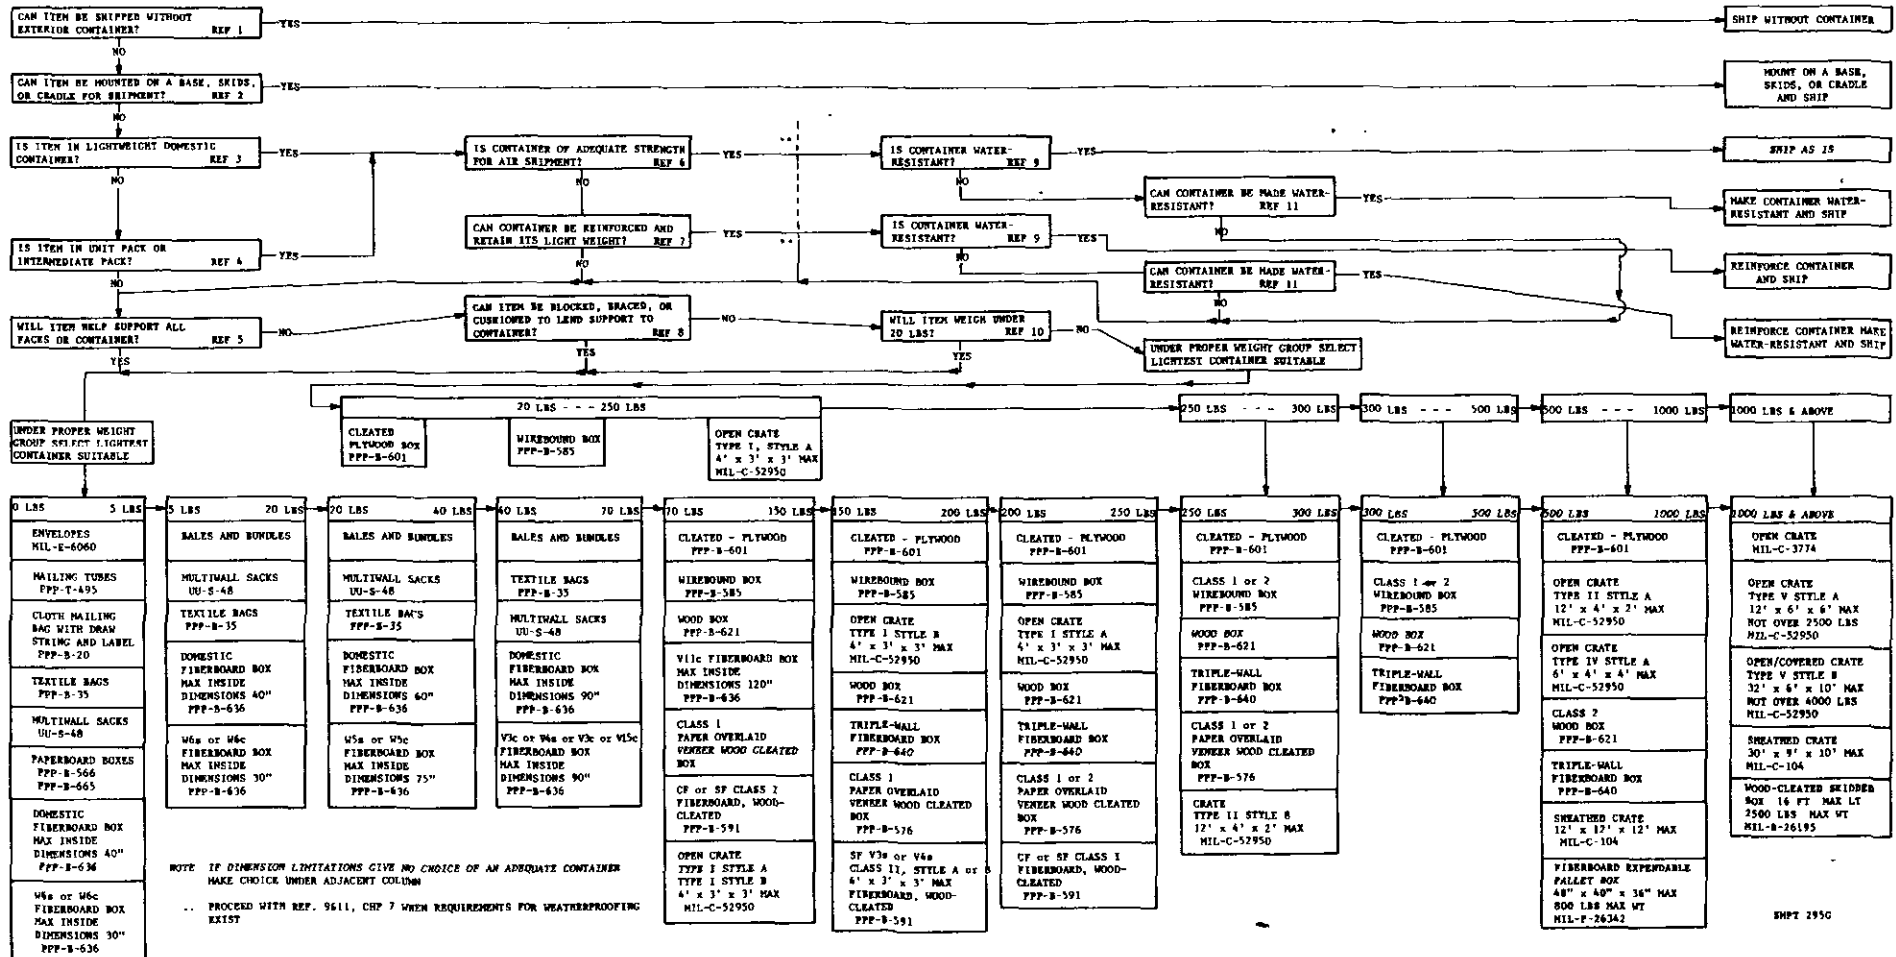 CAN ITEM BE SHIPPED WITHOUT
EXTERIOR CONTAINER? REF 1
YES
SHIP WITHOUT CONTAINER
NO
CAN ITEM BE MOUNTED ON A BASE, SKIDS,
OR CRADLE FOR SHIPMENT? REF 2
YES
MOUNT ON A BASE,
SKIDS, OR CRADLE
AND SHIP
NO
IS ITEM IN LIGHTWEIGHT DOMESTIC
CONTAINER? REF 3
YES
IS CONTAINER OF ADEQUATE STRENGTH
FOR AIR SHIPMENT? REF 6
YES
..
IS CONTAINER WATER-
RESISTANT? REF 9
YES
SHIP AS IS
NO
NO
NO
CAN CONTAINER BE MADE WATER-
RESISTANT? REF 11
YES
MAKE CONTAINER WATER-
RESISTANT AND SHIP
NO
IS ITEM IN UNIT PACK OR
INTERMEDIATE PACK? REF 4
YES
CAN CONTAINER BE REINFORCED AND
RETAIN ITS LIGHT WEIGHT? REF 7
YES
..
IS CONTAINER WATER-
RESISTANT? REF 9
YES
REINFORCE CONTAINER
AND SHIP
NO
NO
NO
CAN CONTAINER BE MADE WATER-
RESISTANT? REF 11
YES
NO
REINFORCE CONTAINER MAKE
WATER-RESISTANT AND SHIP
WILL ITEM HELP SUPPORT ALL
FACES OR CONTAINER? REF 5
NO
CAN ITEM BE BLOCKED, BRACED, OR
CUSHIONED TO LEND SUPPORT TO
CONTAINER? REF 8
NO
WILL ITEM WEIGH UNDER
20 LBS? REF 10
NO
UNDER PROPER WEIGHT GROUP SELECT
LIGHTEST CONTAINER SUITABLE
YES
YES
YES
UNDER PROPER WEIGHT
GROUP SELECT LIGHTEST
CONTAINER SUITABLE
20 LBS - - - 250 LBS
CLEATED
PLYWOOD BOX
PPP-B-601
WIREBOUND BOX
PPP-B-585
OPEN CRATE
TYPE I, STYLE A
4' x 3' x 3' MAX
MIL-C-52950
250 LBS - - - 300 LBS
300 LBS - - - 500 LBS
500 LBS - - - 1000 LBS
1000 LBS & ABOVE
0 LBS 5 LBS
ENVELOPES
MIL-E-6060
MAILING TUBES
PPP-T-495
CLOTH MAILING
BAG WITH DRAW
STRING AND LABEL
PPP-B-20
TEXTILE BAGS
PPP-B-35
MULTIWALL SACKS
UU-S-48
PAPERBOARD BOXES
PPP-B-566
PPP-B-665
DOMESTIC
FIBERBOARD BOX
MAX INSIDE
DIMENSIONS 40"
PPP-B-636
W6s or W6c
FIBERBOARD BOX
MAX INSIDE
DIMENSIONS 30"
PPP-B-636
5 LBS 20 LBS
BALES AND BUNDLES
MULTIWALL SACKS
UU-S-48
TEXTILE BAGS
PPP-B-35
DOMESTIC
FIBERBOARD BOX
MAX INSIDE
DIMENSIONS 40"
PPP-B-636
W6s or W6c
FIBERBOARD BOX
MAX INSIDE
DIMENSIONS 30"
PPP-B-636
20 LBS 40 LBS
BALES AND BUNDLES
MULTIWALL SACKS
UU-S-48
TEXTILE BAGS
PPP-B-35
DOMESTIC
FIBERBOARD BOX
MAX INSIDE
DIMENSIONS 60"
PPP-B-636
W5s or W5c
FIBERBOARD BOX
MAX INSIDE
DIMENSIONS 75"
PPP-B-636
40 LBS 70 LBS
BALES AND BUNDLES
TEXTILE BAGS
PPP-B-35
MULTIWALL SACKS
UU-S-48
DOMESTIC
FIBERBOARD BOX
MAX INSIDE
DIMENSIONS 90"
PPP-B-636
V3c or V4s or V3c or V15c
FIBERBOARD BOX
MAX INSIDE
DIMENSIONS 90"
PPP-B-636
70 LBS 150 LBS
CLEATED - PLYWOOD
PPP-B-601
WIREBOUND BOX
PPP-B-585
WOOD BOX
PPP-B-621
V11c FIBERBOARD BOX
MAX INSIDE
DIMENSIONS 120"
PPP-B-636
CLASS 1
PAPER OVERLAID
VENEER WOOD CLEATED
BOX
CF or SF CLASS 2
FIBERBOARD, WOOD-
CLEATED
PPP-B-591
OPEN CRATE
TYPE I STYLE A
TYPE I STYLE B
4' x 3' x 3' MAX
MIL-C-52950
150 LBS 200 LBS
CLEATED - PLYWOOD
PPP-B-601
WIREBOUND BOX
PPP-B-585
OPEN CRATE
TYPE I STYLE B
4' x 3' x 3' MAX
MIL-C-52950
WOOD BOX
PPP-B-621
TRIPLE-WALL
FIBERBOARD BOX
PPP-B-640
CLASS 1
PAPER OVERLAID
VENEER WOOD CLEATED
BOX
PPP-B-576
SF V3s or V4s
CLASS II, STYLE A or B
4' x 3' x 3' MAX
FIBERBOARD, WOOD-
CLEATED
PPP-B-591
200 LBS 250 LBS
CLEATED - PLYWOOD
PPP-B-601
WIREBOUND BOX
PPP-B-585
OPEN CRATE
TYPE I STYLE A
4' x 3' x 3' MAX
MIL-C-52950
WOOD BOX
PPP-B-621
TRIPLE-WALL
FIBERBOARD BOX
PPP-B-640
CLASS 1 or 2
PAPER OVERLAID
VENEER WOOD CLEATED
BOX
PPP-B-576
CF or SF CLASS I
FIBERBOARD, WOOD-
CLEATED
PPP-B-591
250 LBS 300 LBS
CLEATED - PLYWOOD
PPP-B-601
CLASS 1 or 2
WIREBOUND BOX
PPP-B-585
WOOD BOX
PPP-B-621
TRIPLE-WALL
FIBERBOARD BOX
PPP-B-640
CLASS 1 or 2
PAPER OVERLAID
VENEER WOOD CLEATED
BOX
PPP-B-576
CRATE
TYPE II STYLE B
12' x 4' x 2' MAX
MIL-C-52950
300 LBS 500 LBS
CLEATED - PLYWOOD
PPP-B-601
CLASS 1 or 2
WIREBOUND BOX
PPP-B-585
WOOD BOX
PPP-B-621
TRIPLE-WALL
FIBERBOARD BOX
PPP-B-640
500 LBS 1000 LBS
CLEATED - PLYWOOD
PPP-B-601
OPEN CRATE
TYPE II STYLE A
12' x 4' x 2' MAX
MIL-C-52950
OPEN CRATE
TYPE IV STYLE A
6' x 4' x 4' MAX
MIL-C-52950
CLASS 2
WOOD BOX
PPP-B-621
TRIPLE-WALL
FIBERBOARD BOX
PPP-B-640
SHEATHED CRATE
12' x 12' x 12' MAX
MIL-C-104
FIBERBOARD EXPENDABLE
PALLET BOX
48" x 40" x 36" MAX
800 LBS MAX WT
MIL-P-26342
1000 LBS & ABOVE
OPEN CRATE
MIL-C-3774
OPEN CRATE
TYPE V STYLE A
12' x 6' x 6' MAX
NOT OVER 2500 LBS
MIL-C-52950
OPEN/COVERED CRATE
TYPE V STYLE B
32' x 6' x 10' MAX
NOT OVER 4000 LBS
MIL-C-52950
SHEATHED CRATE
30' x 9' x 10' MAX
MIL-C-104
WOOD-CLEATED SKIDDED
BOX 16 FT MAX LT
2500 LBS MAX WT
MIL-B-26195
NOTE IF DIMENSION LIMITATIONS GIVE NO CHOICE OF AN ADEQUATE CONTAINER
MAKE CHOICE UNDER ADJACENT COLUMN
.. PROCEED WITH REF. 9&11, CHP 7 WHEN REQUIREMENTS FOR WEATHERPROOFING
EXIST
SHPT 295G